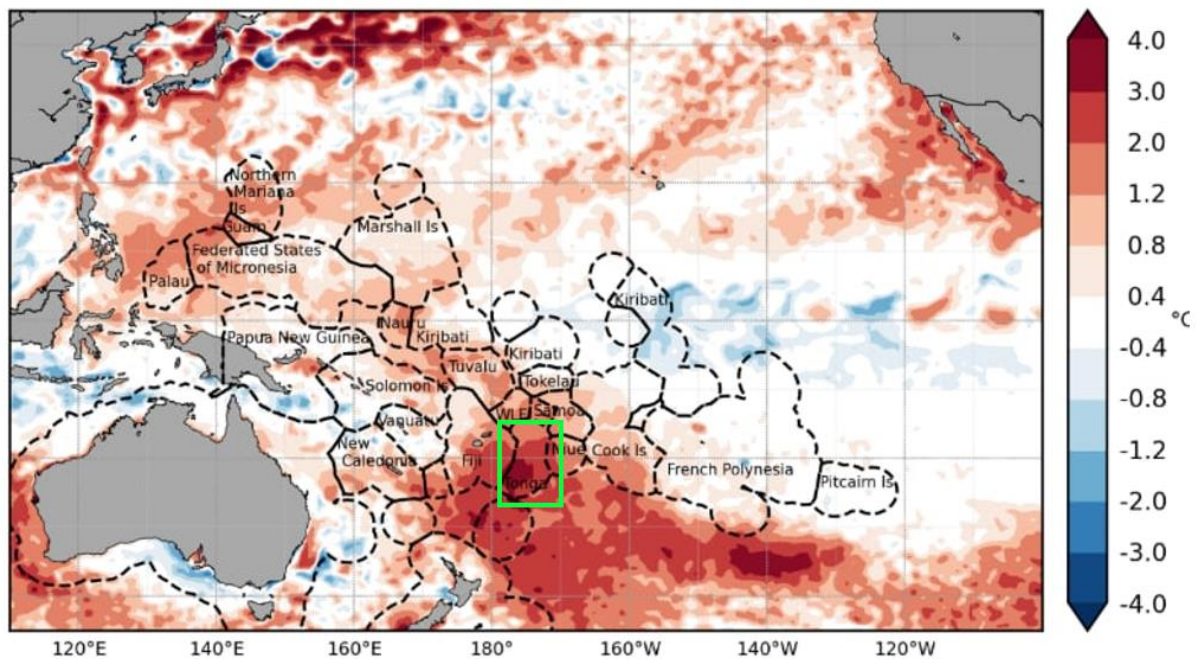 4.0
3.0
2.0
1.2
0.8
0.4
-0.4
-0.8
-1.2
-2.0
-3.0
-4.0
°C
Northern
Mariana
Is
Guam
Marshall Is
Federated States
of Micronesia
Palau
Kiribati
Nauru
Papua New Guinea
Kiribati
Kiribati
Tuvalu
Tokelau
Solomon Is
W&F
Samoa
Vanuatu
New
Caledonia
Fiji
Niue
Cook Is
Tonga
French Polynesia
Pitcairn Is
120°E
140°E
160°E
180°
160°W
140°W
120°W